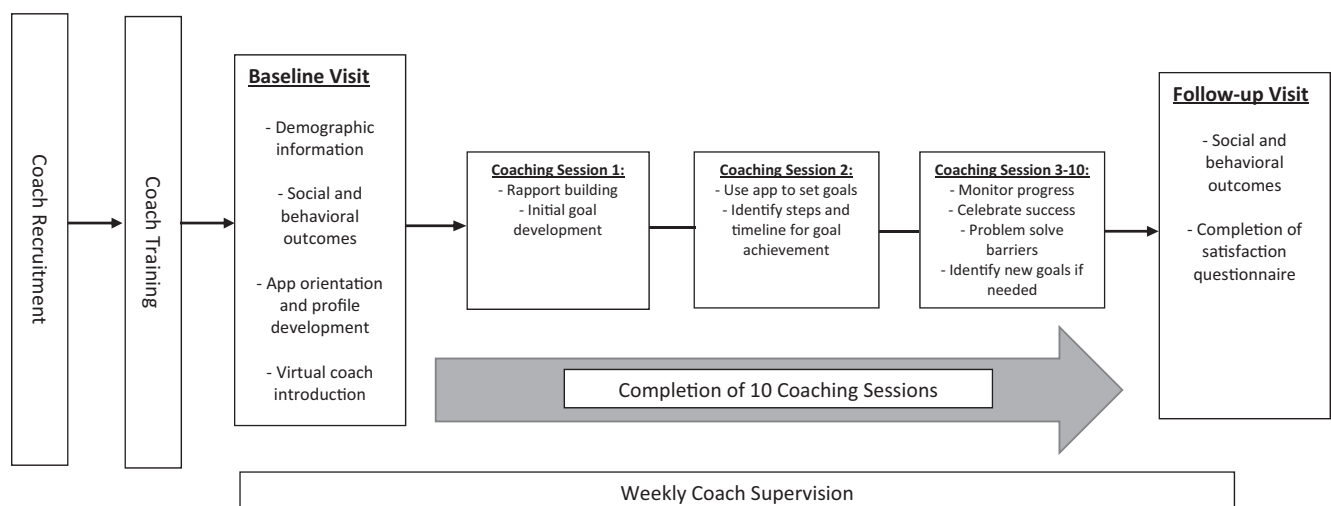 Coach Recruitment
Coach Training
Baseline Visit
- Demographic
information
- Social and
behavioral
outcomes
- App orientation
and profile
development
- Virtual coach
introduction
Coaching Session 1:
- Rapport building
- Initial goal
development
Coaching Session 2:
- Use app to set goals
- Identify steps and
timeline for goal
achievement
Coaching Session 3-10:
- Monitor progress
- Celebrate success
- Problem solve
barriers
- Identify new goals if
needed
Follow-up Visit
- Social and
behavioral
outcomes
- Completion of
satisfaction
questionnaire
Completion of 10 Coaching Sessions
Weekly Coach Supervision